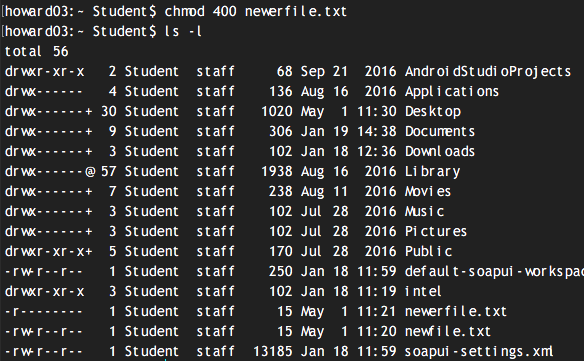 [howard03:~ Student$ chmod 400 newerfile.txt
[howard03:~ Student$ ls -l
total 56
drwxr-xr-x   2 Student  staff     68 Sep 21  2016 AndroidStudioProjects
drwx------   4 Student  staff    136 Aug 16  2016 Applications
drwx------+ 30 Student  staff   1020 May  1 11:30 Desktop
drwx------+  9 Student  staff    306 Jan 19 14:38 Documents
drwx------+  3 Student  staff    102 Jan 18 12:36 Downloads
drwx------@ 57 Student  staff   1938 Aug 16  2016 Library
drwx------+  7 Student  staff    238 Aug 11  2016 Movies
drwx------+  3 Student  staff    102 Jul 28  2016 Music
drwx------+  3 Student  staff    102 Jul 28  2016 Pictures
drwxr-xr-x+  5 Student  staff    170 Jul 28  2016 Public
-rw-r--r--   1 Student  staff    250 Jan 18 11:59 default-soapui-workspa
drwxr-xr-x   3 Student  staff    102 Jan 18 11:19 intel
-r--------   1 Student  staff     15 May  1 11:21 newerfile.txt
-rw-r--r--   1 Student  staff     15 May  1 11:20 newfile.txt
-rw-r--r--   1 Student  staff  13185 Jan 18 11:59 soapui-settings.xml